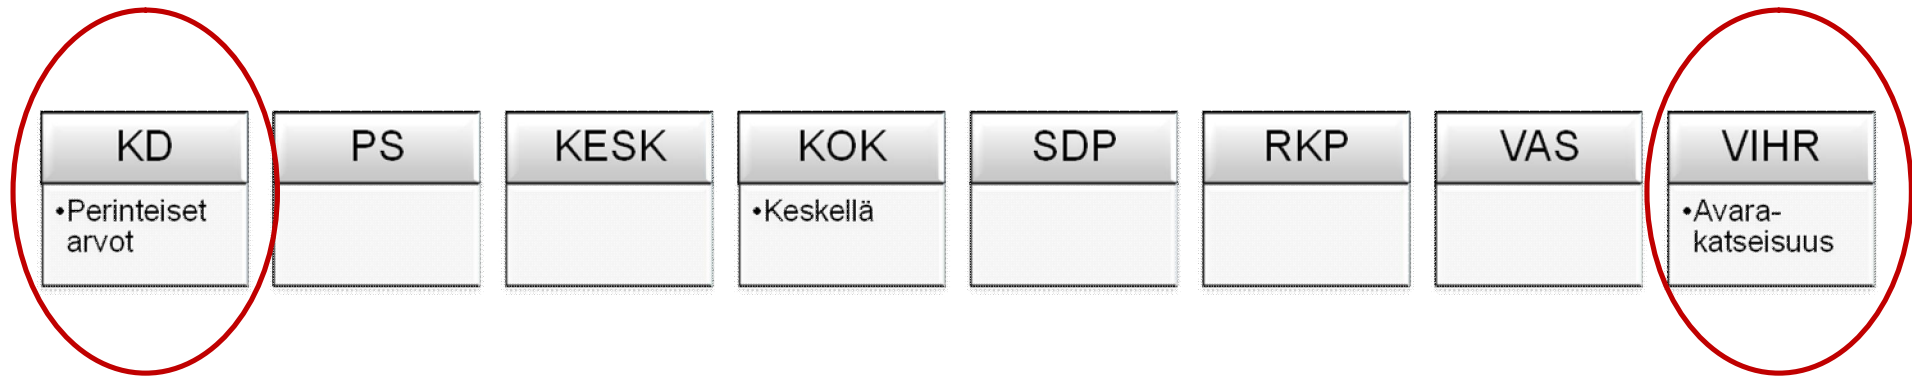 KD PS KESK KOK SDP RKP VAS VIHR
•Perinteiset
arvot
•Keskellä
•Avara-
katseisuus